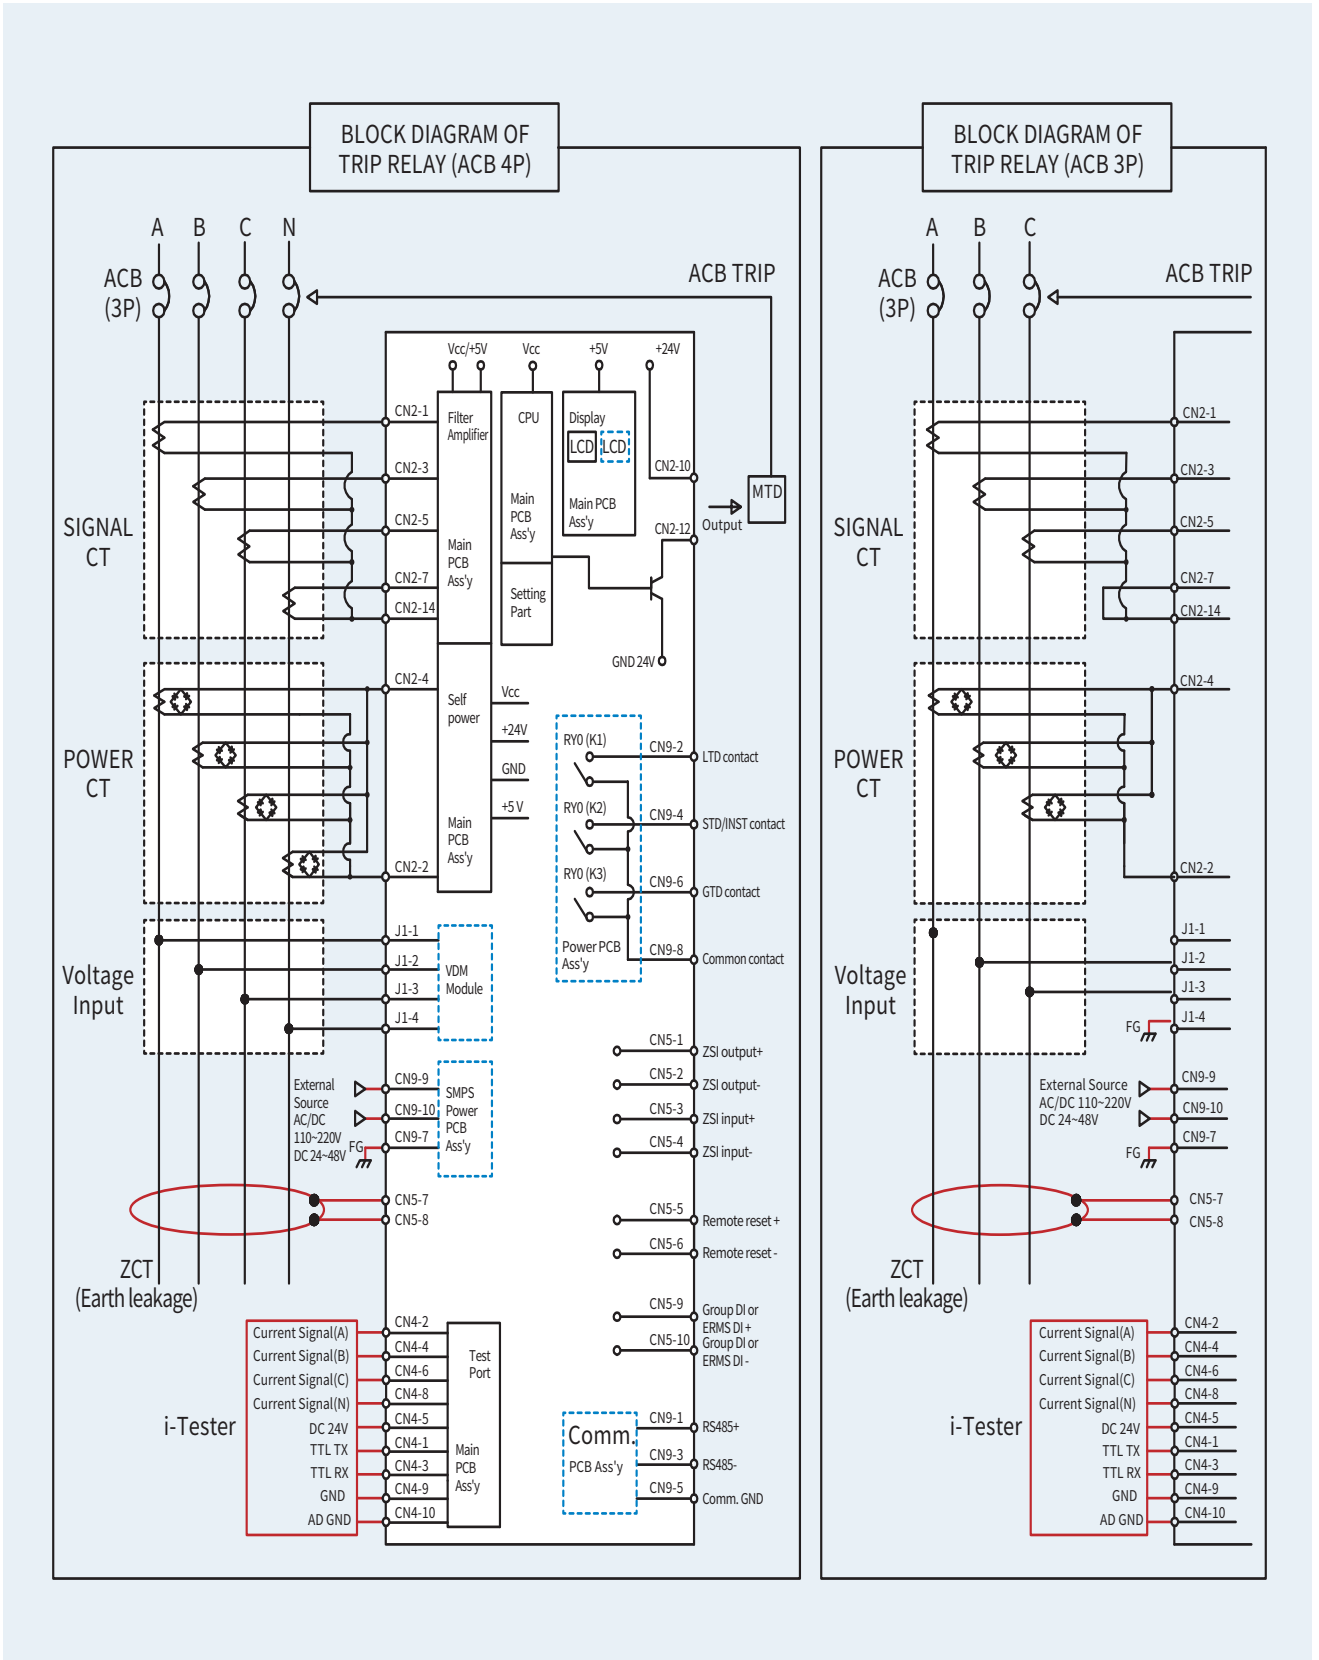 BLOCK DIAGRAM OF
TRIP RELAY (ACB 4P)
A
B
C
N
ACB
(3P)
ACB TRIP
Vcc/+5V
Vcc
+5V
+24V
CN2-1
CN2-3
CN2-5
CN2-7
CN2-14
Filter
Amplifier
Main
PCB
Ass'y
CPU
Main
PCB
Ass'y
Setting
Part
Display
LCD
LCD
Main PCB
Ass'y
CN2-10
CN2-12
MTD
Output
GND 24V
SIGNAL
CT
POWER
CT
CN2-4
CN2-2
Self
power
Main
PCB
Ass'y
Vcc
+24V
GND
+5 V
RY0 (K1)
RY0 (K2)
RY0 (K3)
Power PCB
Ass'y
CN9-2
LTD contact
CN9-4
STD/INST contact
CN9-6
GTD contact
CN9-8
Common contact
Voltage
Input
J1-1
J1-2
J1-3
J1-4
VDM
Module
External
Source
AC/DC
110~220V
DC 24~48V
FG
CN9-9
CN9-10
CN9-7
SMPS
Power
PCB
Ass'y
CN5-1
ZSI output+
CN5-2
ZSI output-
CN5-3
ZSI input+
CN5-4
ZSI input-
CN5-7
CN5-8
ZCT
(Earth leakage)
CN5-5
Remote reset +
CN5-6
Remote reset -
CN5-9
Group DI or
ERMS DI +
CN5-10
Group DI or
ERMS DI -
i-Tester
Current Signal(A)
Current Signal(B)
Current Signal(C)
Current Signal(N)
DC 24V
TTL TX
TTL RX
GND
AD GND
CN4-2
CN4-4
CN4-6
CN4-8
CN4-5
CN4-1
CN4-3
CN4-9
CN4-10
Test
Port
Main
PCB
Ass'y
Comm.
PCB Ass'y
CN9-1
RS485+
CN9-3
RS485-
CN9-5
Comm. GND
BLOCK DIAGRAM OF
TRIP RELAY (ACB 3P)
A
B
C
ACB
(3P)
ACB TRIP
SIGNAL
CT
CN2-1
CN2-3
CN2-5
CN2-7
CN2-14
POWER
CT
CN2-4
CN2-2
Voltage
Input
J1-1
J1-2
J1-3
J1-4
FG
External Source
AC/DC 110~220V
DC 24~48V
FG
CN9-9
CN9-10
CN9-7
CN5-7
CN5-8
ZCT
(Earth leakage)
i-Tester
Current Signal(A)
Current Signal(B)
Current Signal(C)
Current Signal(N)
DC 24V
TTL TX
TTL RX
GND
AD GND
CN4-2
CN4-4
CN4-6
CN4-8
CN4-5
CN4-1
CN4-3
CN4-9
CN4-10